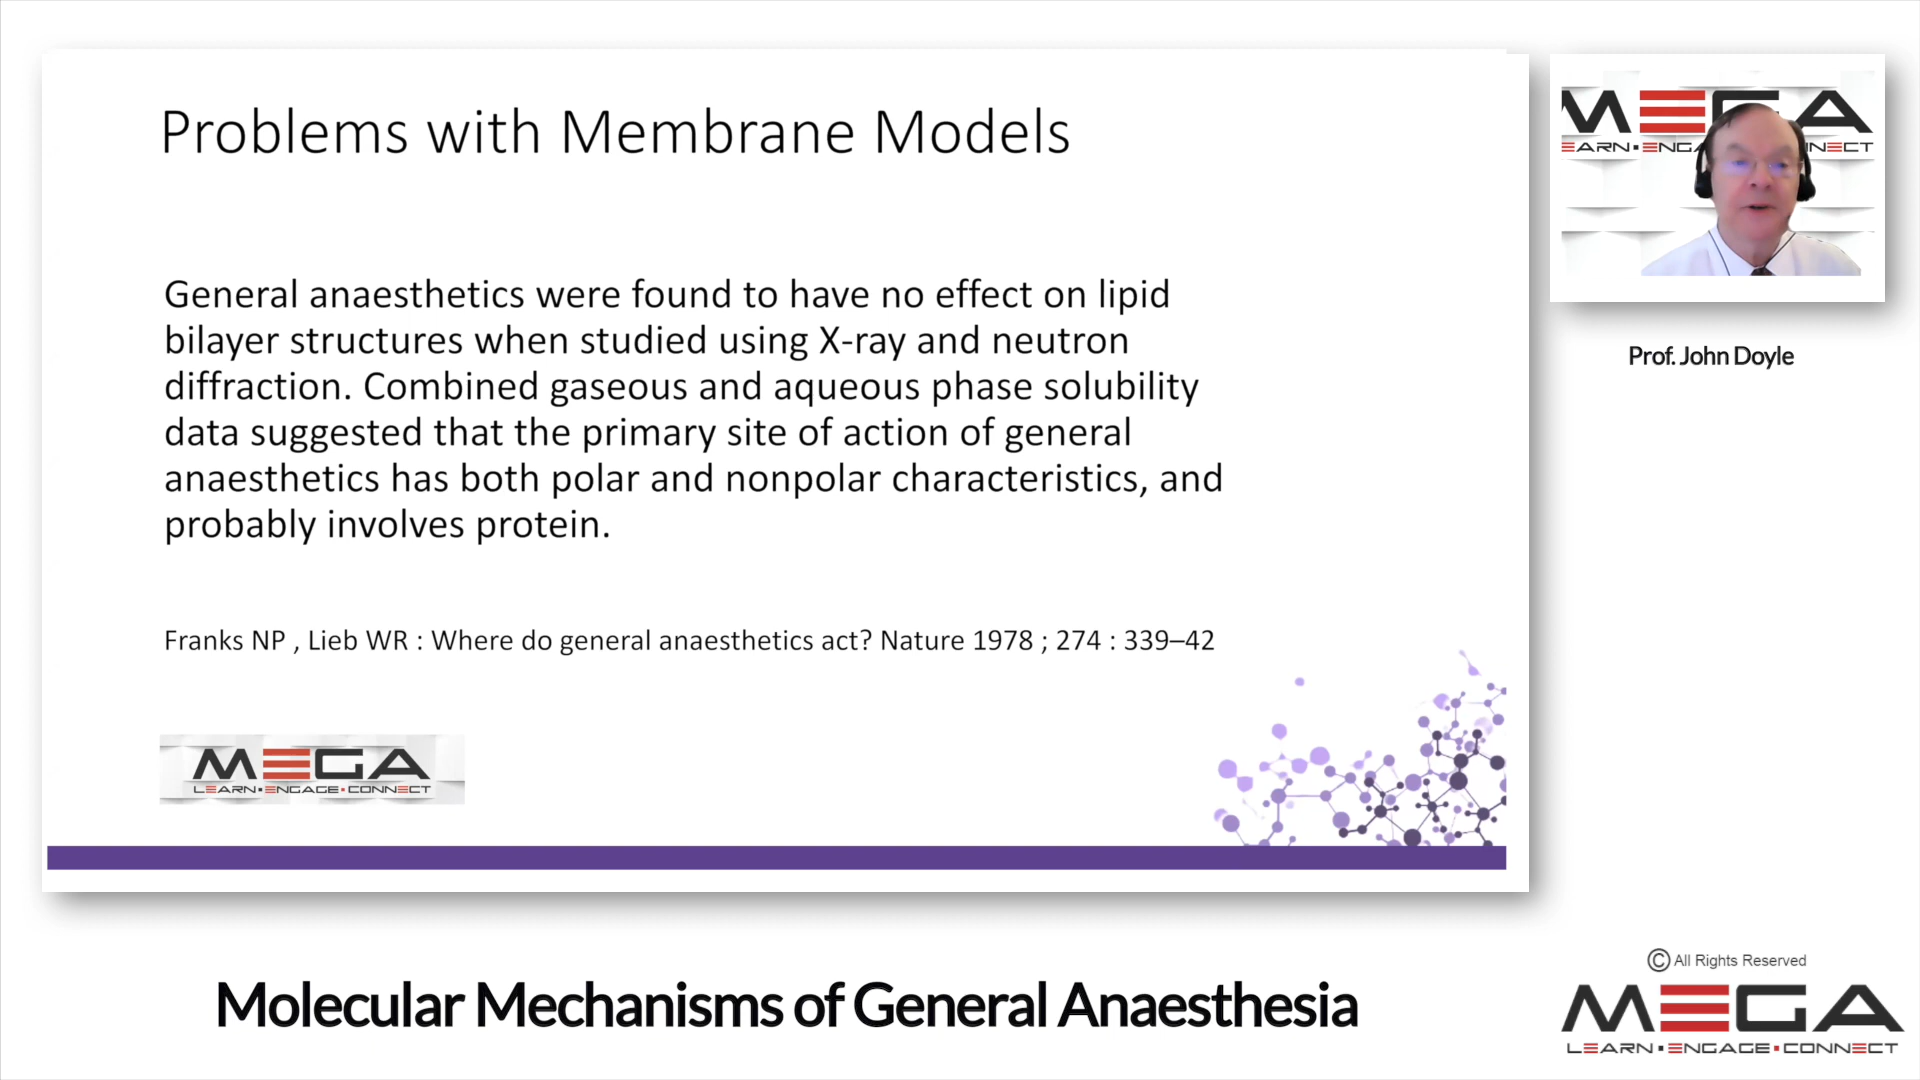 Problems with Membrane Models
General anaesthetics were found to have no effect on lipid
bilayer structures when studied using X-ray and neutron
diffraction. Combined gaseous and aqueous phase solubility
data suggested that the primary site of action of general
anaesthetics has both polar and nonpolar characteristics, and
probably involves protein.
Franks NP , Lieb WR : Where do general anaesthetics act? Nature 1978 ; 274 : 339–42
MEGA
LEARN▪ENGAGE▪CONNECT
MEGA
Prof. John Doyle
Molecular Mechanisms of General Anaesthesia
© All Rights Reserved
MEGA
LEARN▪ENGAGE▪CONNECT